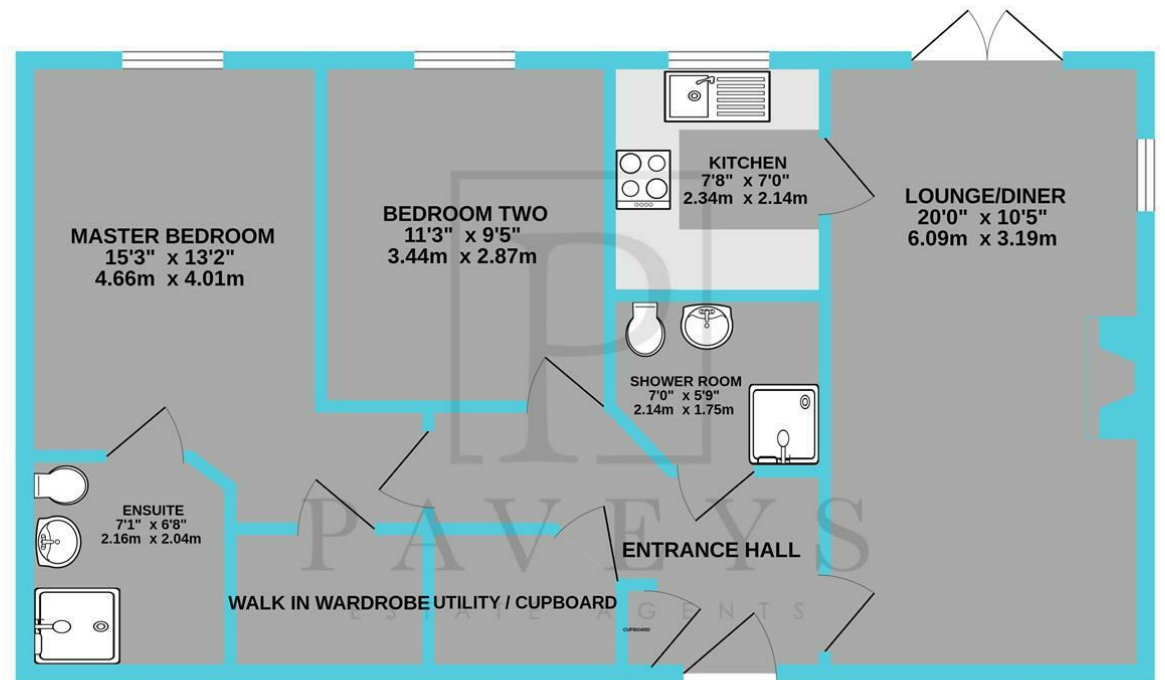 MASTER BEDROOM
15'3" x 13'2"
4.66m x 4.01m
BEDROOM TWO
11'3" x 9'5"
3.44m x 2.87m
KITCHEN
7'8" x 7'0"
2.34m x 2.14m
LOUNGE/DINER
20'0" x 10'5"
6.09m x 3.19m
SHOWER ROOM
7'0" x 5'9"
2.14m x 1.75m
ENSUITE
7'1" x 6'8"
2.16m x 2.04m
ENTRANCE HALL
WALK IN WARDROBE
UTILITY / CUPBOARD
CUPBOARD
P
PAVEYS
ESTATE AGENTS